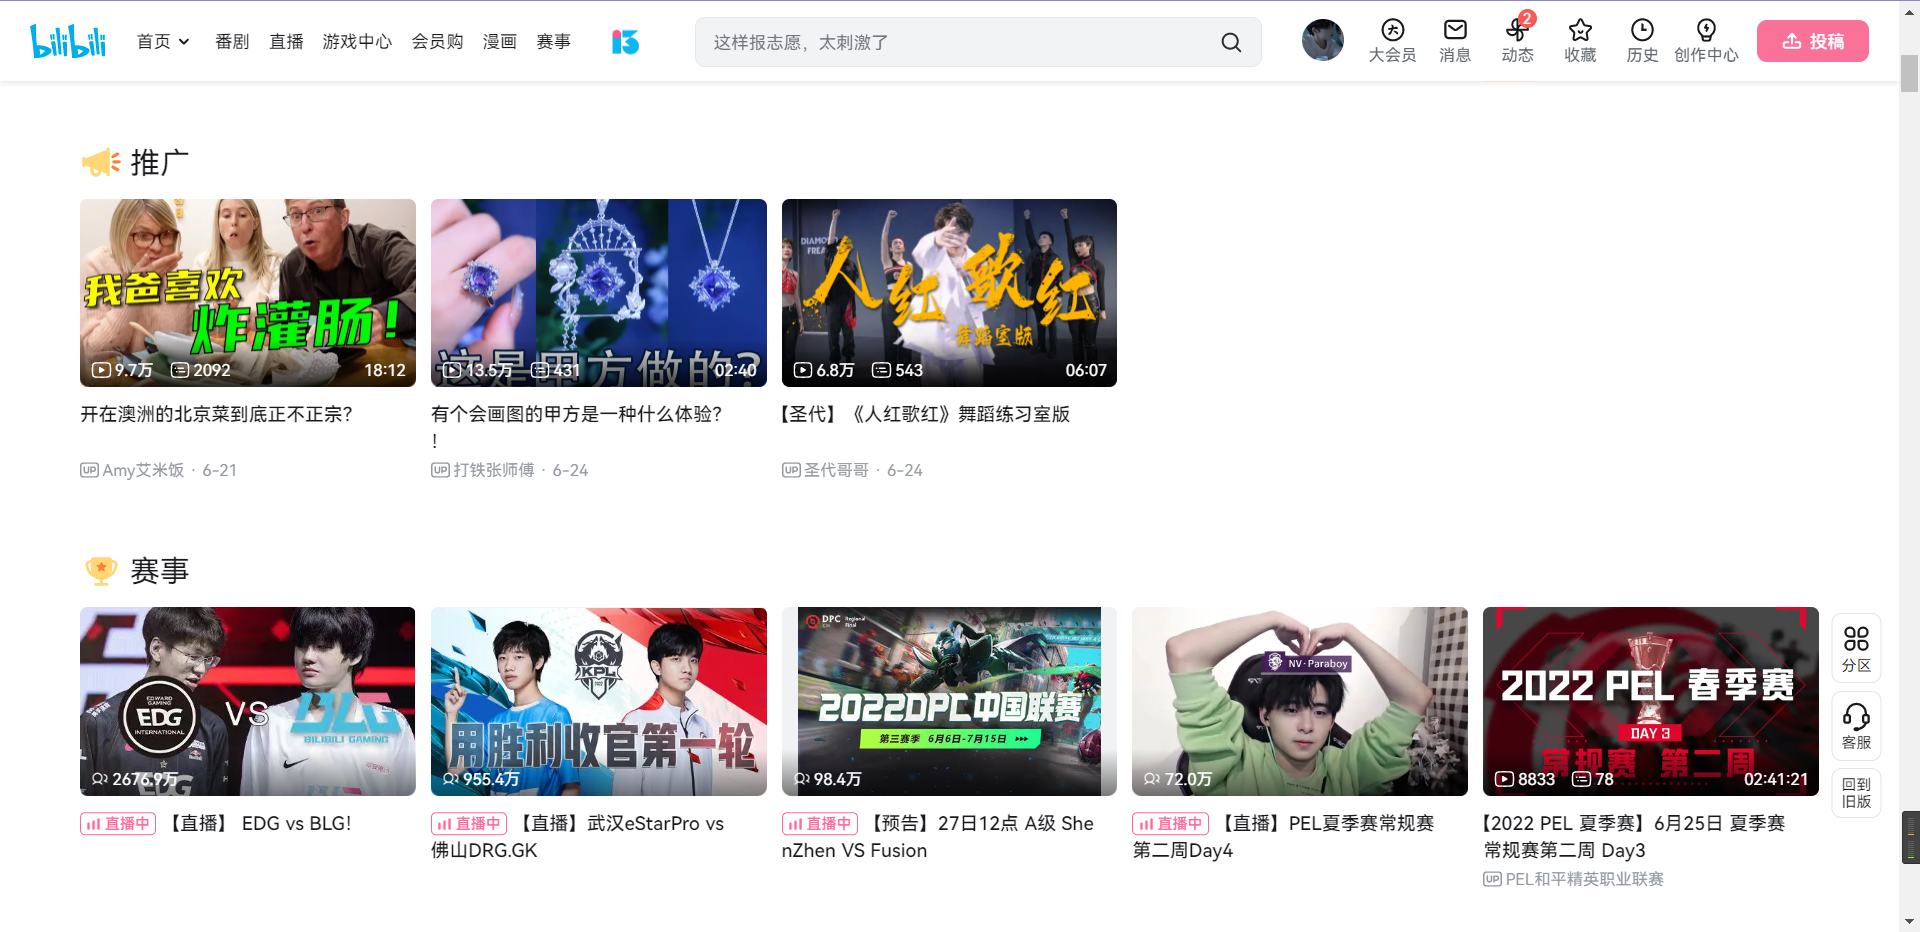 bilibili
首页
番剧
直播
游戏中心
会员购
漫画
赛事
13
这样报志愿，太刺激了
大会员
消息
2
动态
收藏
历史
创作中心
投稿
推广
我爸喜欢
炸灌肠！
9.7万
2092
18:12
开在澳洲的北京菜到底正不正宗？
UP Amy艾米饭 · 6-21
这是甲方做的?
13.5万
431
02:40
有个会画图的甲方是一种什么体验？
！
UP 打铁张师傅 · 6-24
人红歌红
舞蹈室版
6.8万
543
06:07
【圣代】《人红歌红》舞蹈练习室版
UP 圣代哥哥 · 6-24
赛事
EDWARD
GAMING
EDG
INTERNATIONAL
VS
BLG
BILIBILI GAMING
EDG
2676.9万
直播中 【直播】 EDG vs BLG！
KPL
用胜利收官第一轮
955.4万
直播中 【直播】武汉eStarPro vs
佛山DRG.GK
DPC
Regional
Final
2022DPC中国联赛
第三赛季 6月6日-7月15日
98.4万
直播中 【预告】27日12点 A级 She
nZhen VS Fusion
NV·Paraboy
72.0万
直播中 【直播】PEL夏季赛常规赛
第二周Day4
2022 PEL 春季赛
DAY 3
常规赛 第二周
8833
78
02:41:21
【2022 PEL 夏季赛】6月25日 夏季赛
常规赛第二周 Day3
UP PEL和平精英职业联赛
分区
客服
回到
旧版